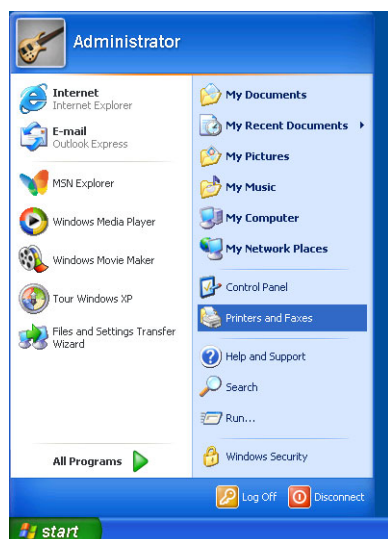 Administrator
Internet
Internet Explorer
E-mail
Outlook Express
MSN Explorer
Windows Media Player
Windows Movie Maker
Tour Windows XP
Files and Settings Transfer
Wizard
All Programs
My Documents
My Recent Documents
My Pictures
My Music
My Computer
My Network Places
Control Panel
Printers and Faxes
Help and Support
Search
Run...
Windows Security
Log Off
Disconnect
start